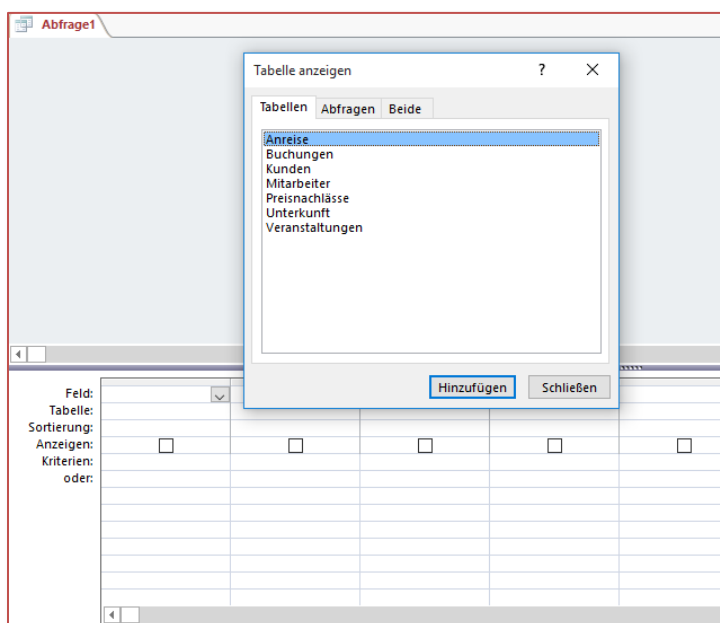 Abfrage1
Tabelle anzeigen ?
Tabellen Abfragen Beide
Anreise
Buchungen
Kunden
Mitarbeiter
Preisnachlässe
Unterkunft
Veranstaltungen
Hinzufügen Schließen
Feld:
Tabelle:
Sortierung:
Anzeigen:
Kriterien:
oder: